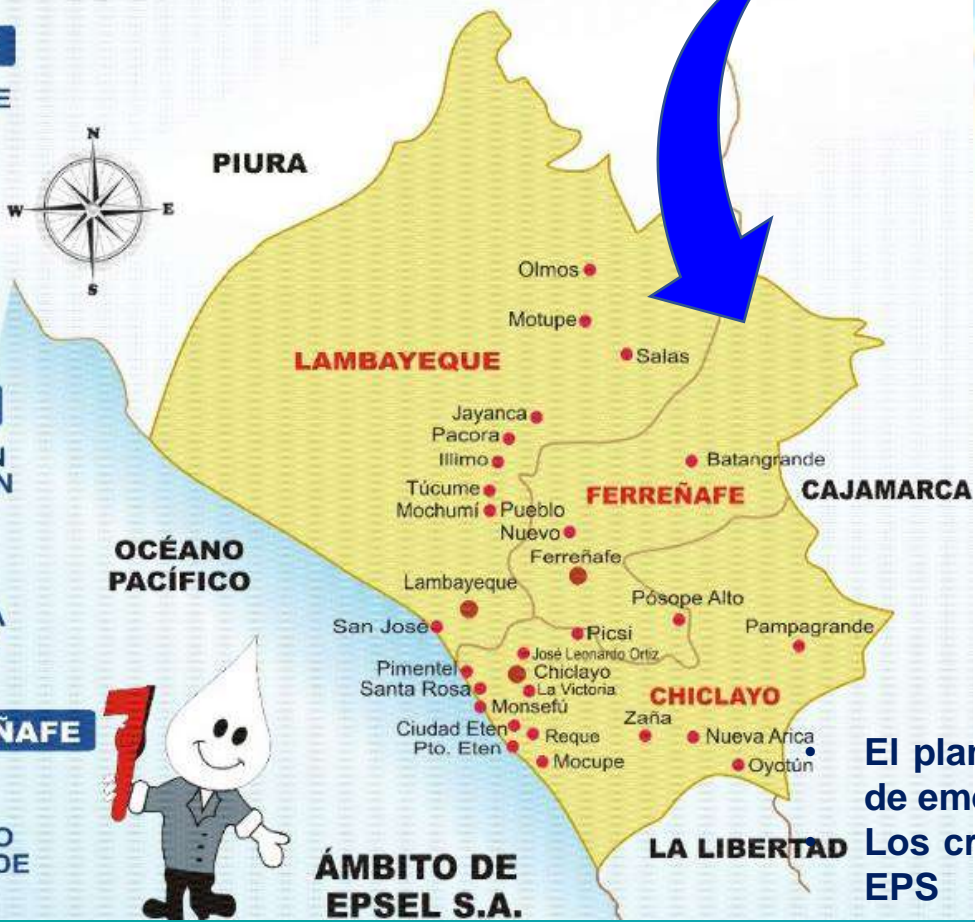 E
N
W
E
S
PIURA
Olmos
Motupe
LAMBAYEQUE
Salas
Jayanca
Pacora
Illimo
Batangrande
N
N
Túcume
FERREÑAFE
CAJAMARCA
Mochumí
Pueblo
Nuevo
OCÉANO
PACÍFICO
Ferreñafe
Lambayeque
Pósope Alto
A
San José
Picsi
Pampagrande
José Leonardo Ortiz
Pimentel
Chiclayo
Santa Rosa
La Victoria
CHICLAYO
Monsefú
ÑAFE
Zaña
Ciudad Eten
Reque
Nueva Arica
Pto. Eten
Mocupe
Oyotún
• El plan
de eme
O
DE
LA LIBERTAD
• Los cr
EPS
ÁMBITO DE
EPSEL S.A.